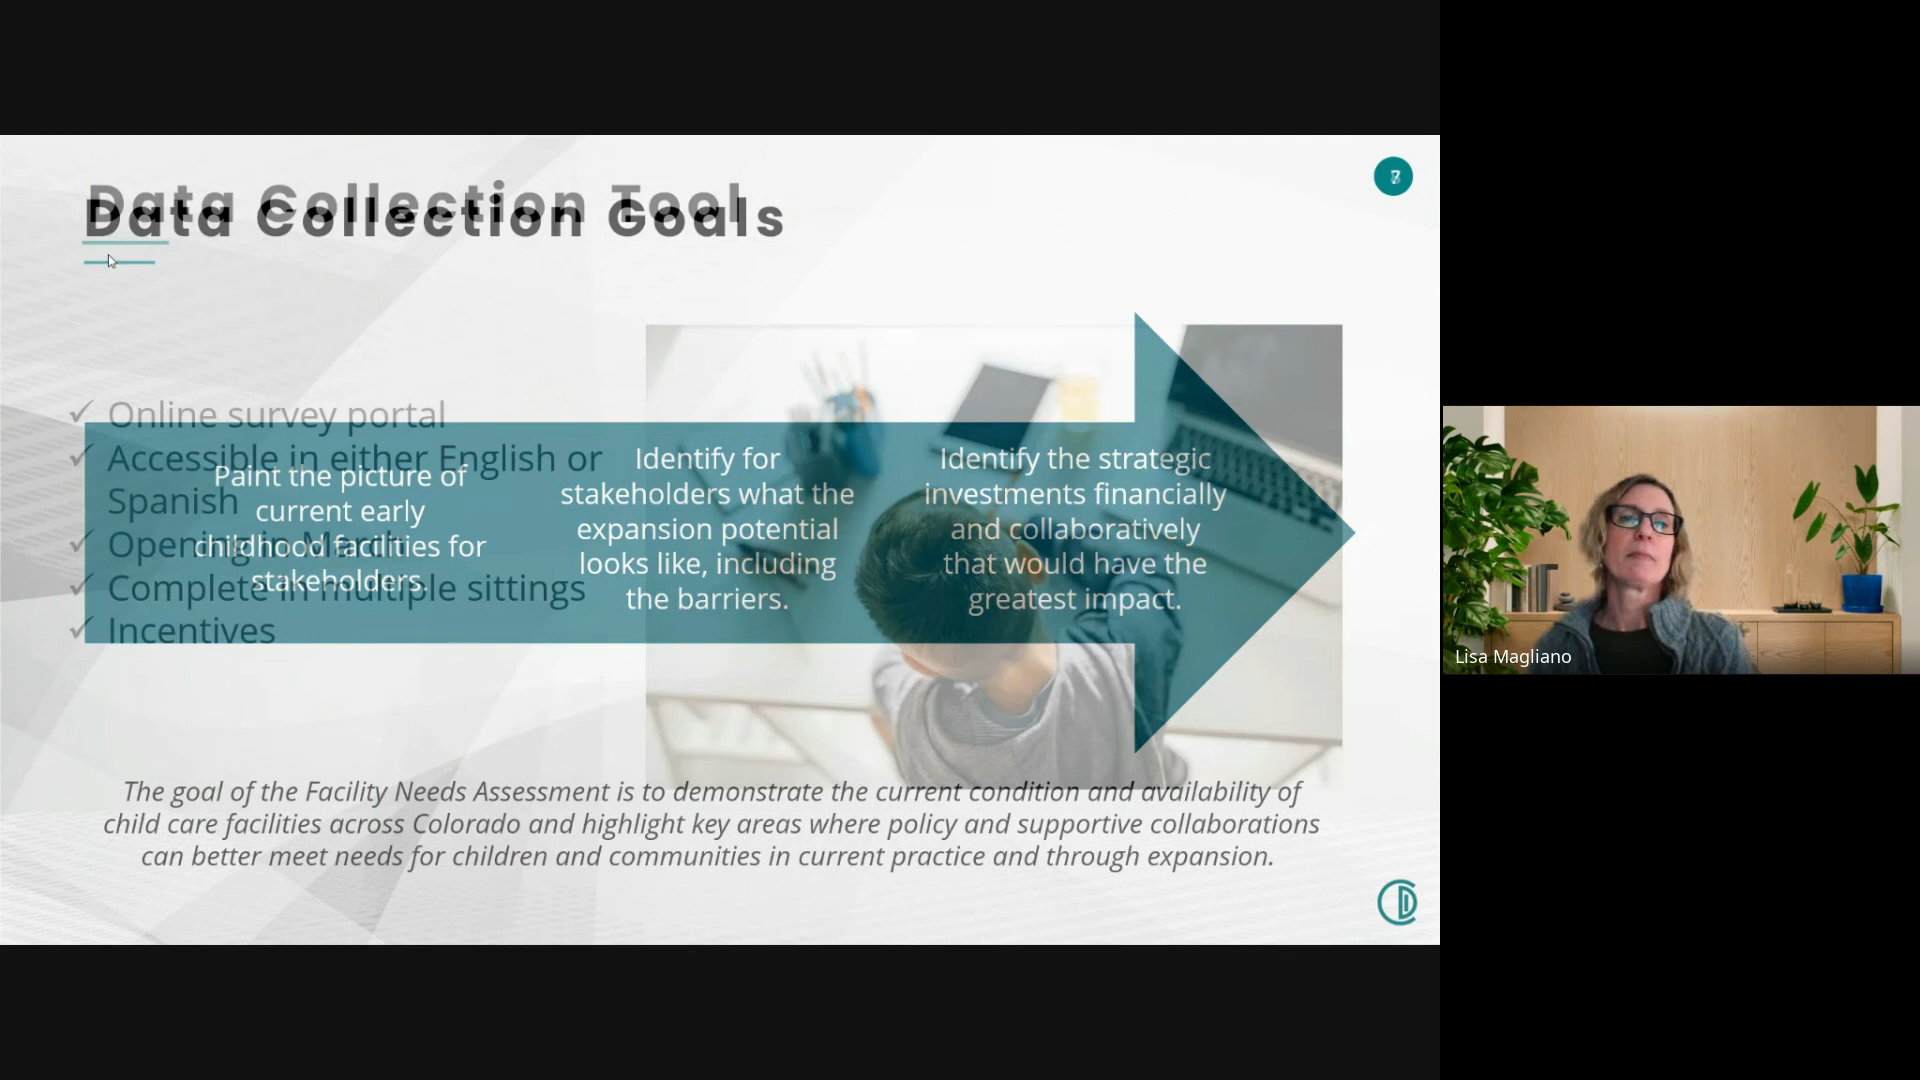 Data Collection Tool
Data Collection Goals
Online survey portal
Accessible in either English or
Spanish
Opening in March
Complete in multiple sittings
Incentives
Paint the picture of
current early
childhood facilities for
stakeholders.
Identify for
stakeholders what the
expansion potential
looks like, including
the barriers.
Identify the strategic
investments financially
and collaboratively
that would have the
greatest impact.
The goal of the Facility Needs Assessment is to demonstrate the current condition and availability of
child care facilities across Colorado and highlight key areas where policy and supportive collaborations
can better meet needs for children and communities in current practice and through expansion.
Lisa Magliano